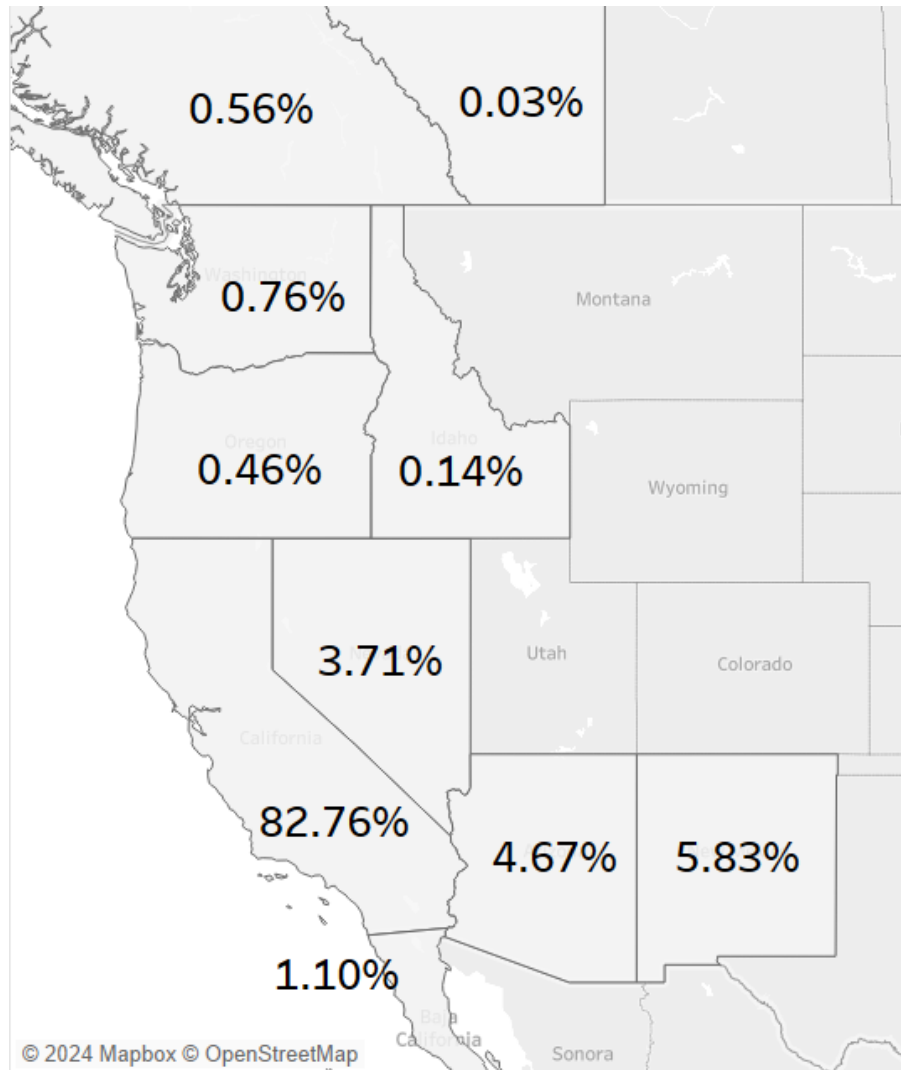 0.56%
0.03%
Washington
0.76%
Montana
Oregon
Idaho
0.46%
0.14%
Wyoming
3.71%
Utah
Colorado
California
82.76%
4.67%
5.83%
1.10%
Baja
California
Sonora
© 2024 Mapbox © OpenStreetMap